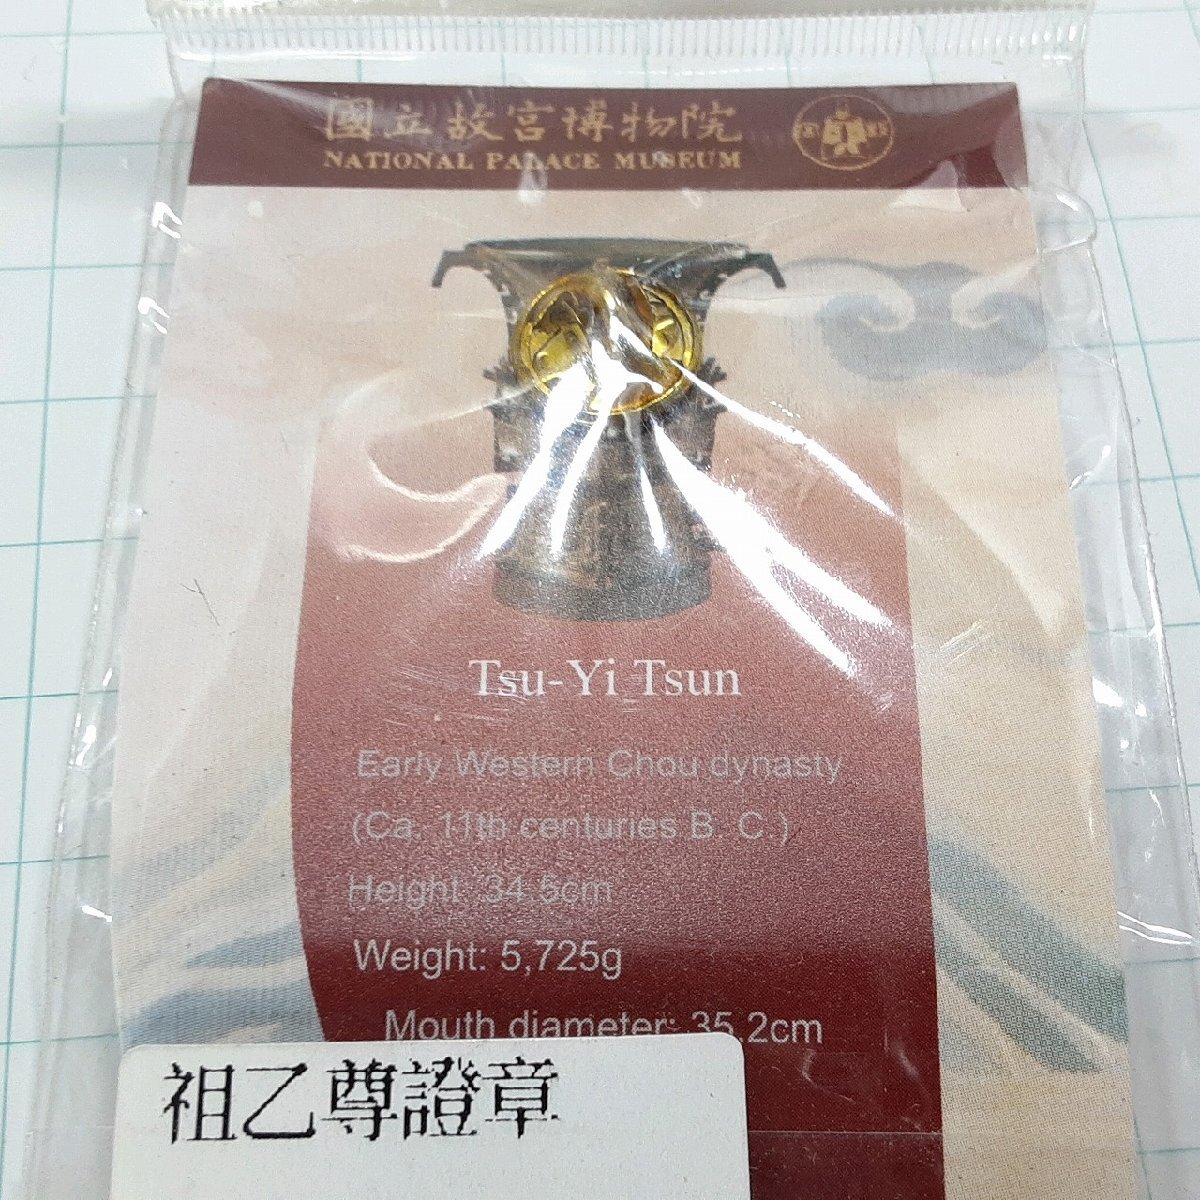 國立故宮博物院
NATIONAL PALACE MUSEUM
Tsu-Yi Tsun
Early Western Chou dynasty
(Ca. 11th centuries B. C.)
Height: 34.5cm
Weight: 5,725g
Mouth diameter: 35.2cm
祖乙尊證章